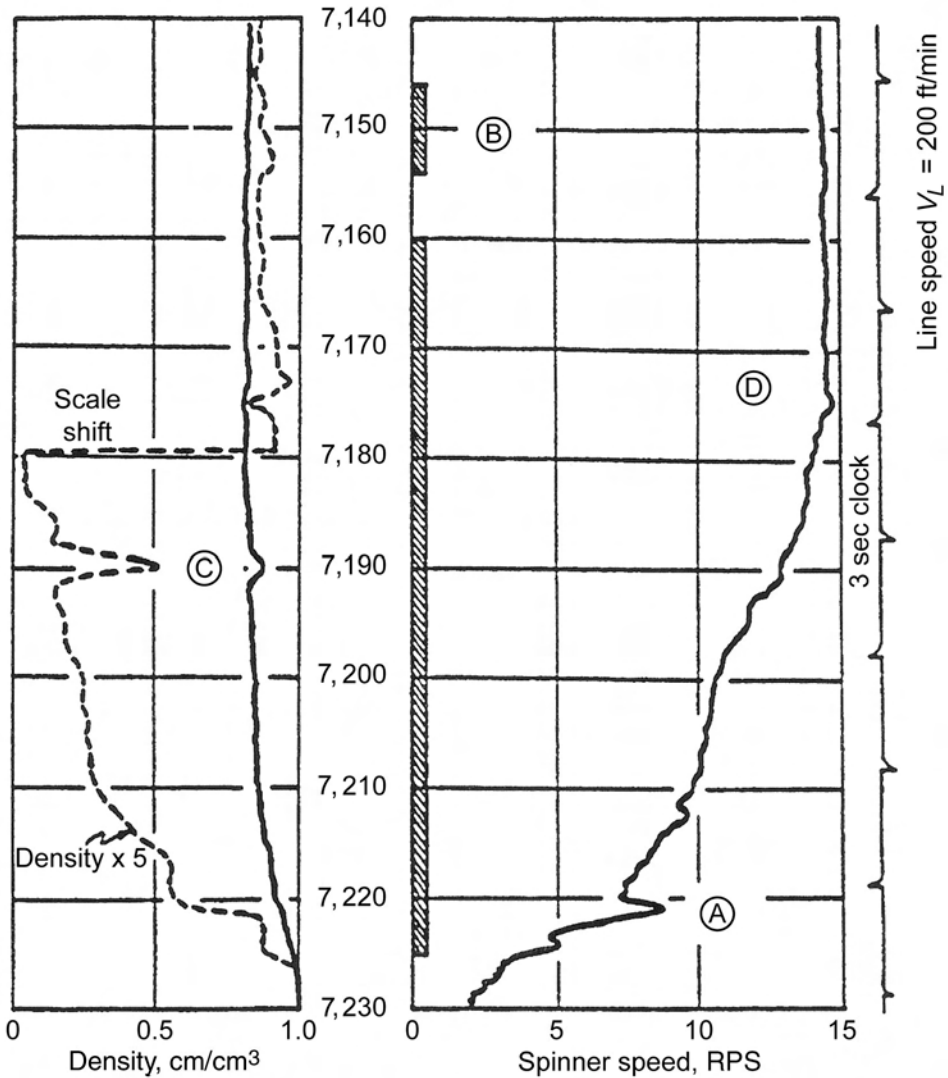 7,140
7,150
7,160
7,170
7,180
7,190
7,200
7,210
7,220
7,230
Scale
shift
C
Density x 5
0
0.5
1.0
Density, cm/cm³
B
D
A
0
5
10
15
Spinner speed, RPS
3 sec clock
Line speed V_L = 200 ft/min